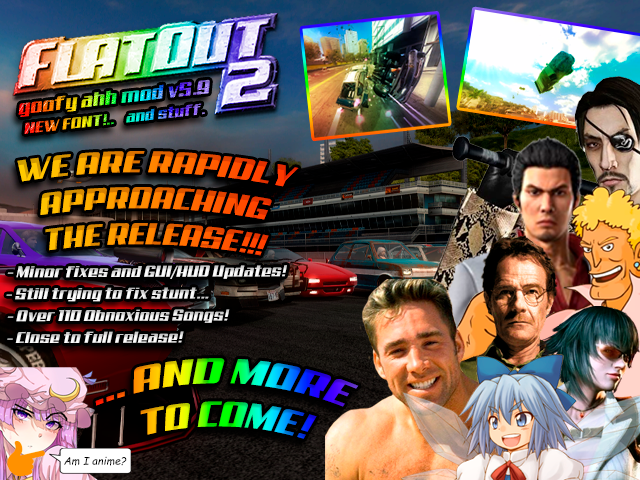 FLATOUT
2
goofy ahh mod v5.9
NEW FONT!.. and stuff.
WE ARE RAPIDLY
APPROACHING
THE RELEASE!!!
- Minor fixes and GUI/HUD Updates!
- Still trying to fix stunt...
- Over 110 Obnoxious Songs!
- Close to full release!
... AND MORE
TO COME!
Am I anime?